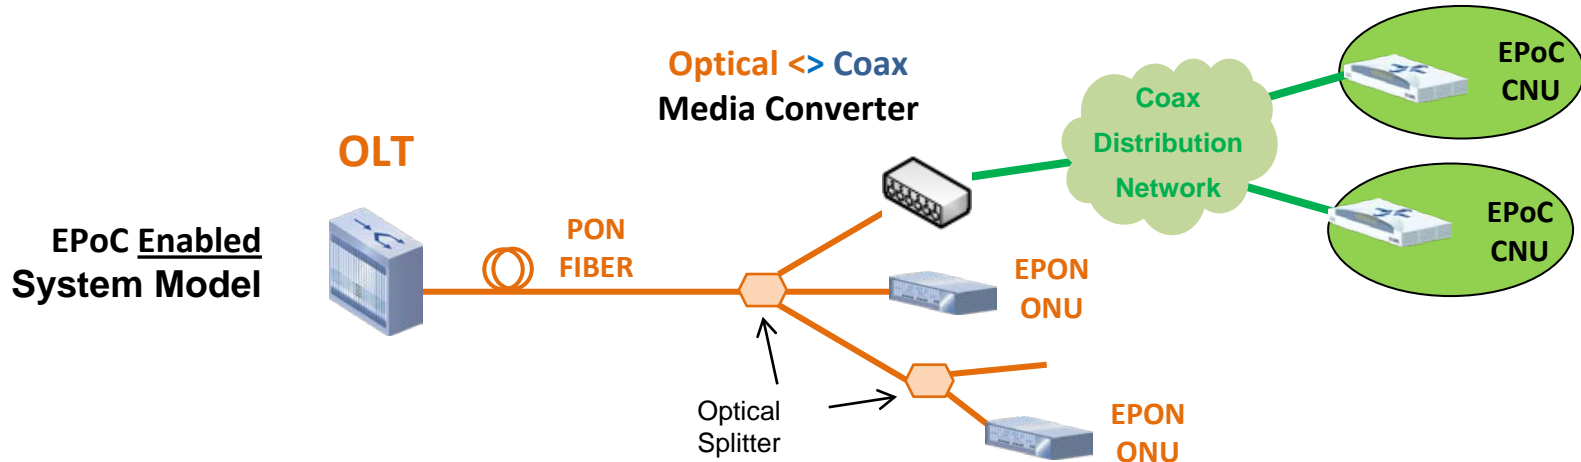 EPoC Enabled
System Model
OLT
PON
FIBER
Optical <> Coax
Media Converter
Coax
Distribution
Network
EPoC
CNU
EPoC
CNU
EPON
ONU
Optical
Splitter
EPON
ONU